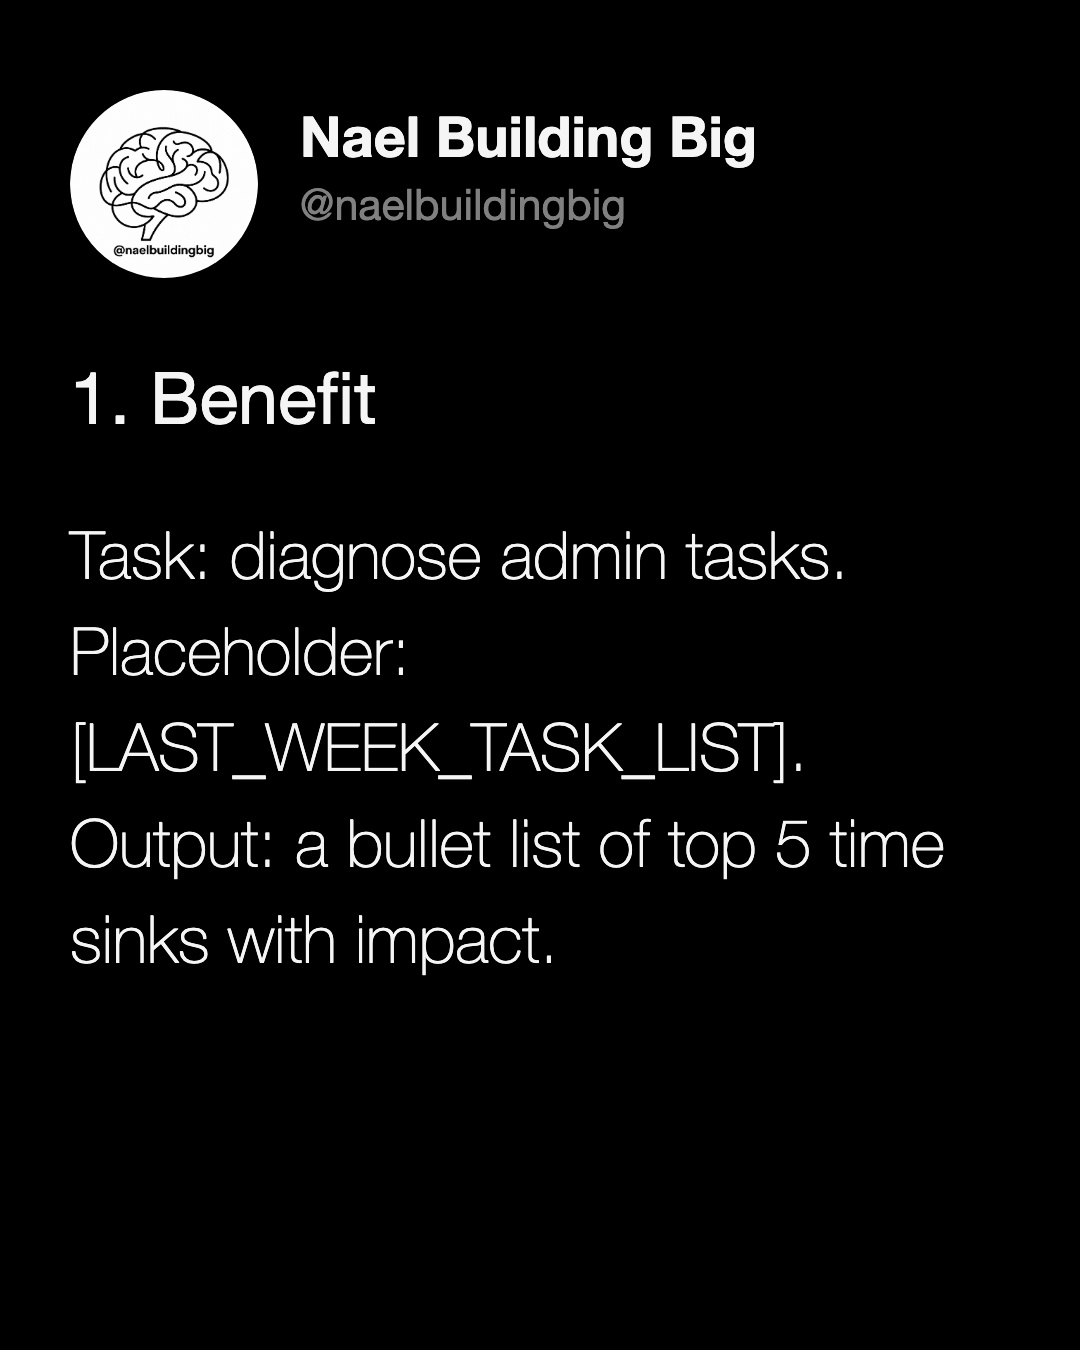 Nael Building Big
@naelbuildingbig
@naelbuildingbig
1. Benefit
Task: diagnose admin tasks.
Placeholder:
[LAST_WEEK_TASK_LIST].
Output: a bullet list of top 5 time
sinks with impact.